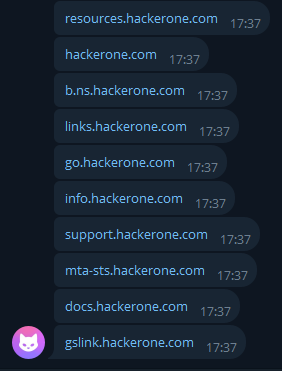 resources.hackerone.com 17:37
hackerone.com 17:37
b.ns.hackerone.com 17:37
links.hackerone.com 17:37
go.hackerone.com 17:37
info.hackerone.com 17:37
support.hackerone.com 17:37
mta-sts.hackerone.com 17:37
docs.hackerone.com 17:37
gslink.hackerone.com 17:37